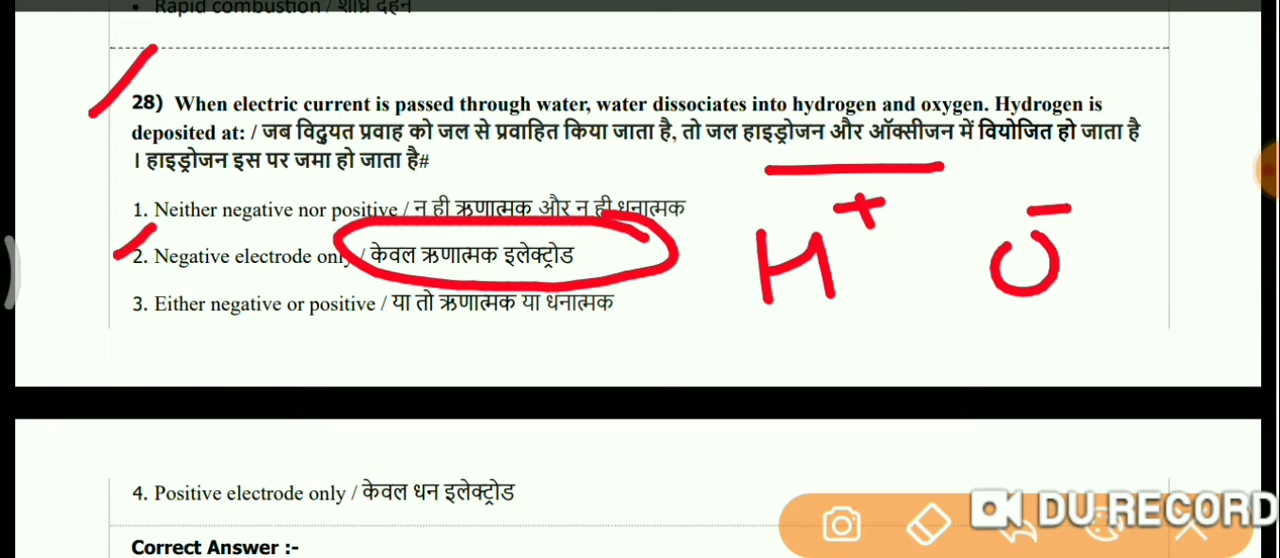 • Rapid combustion / शीघ्र दहन
28) When electric current is passed through water, water dissociates into hydrogen and oxygen. Hydrogen is
deposited at: / जब विद्युत प्रवाह को जल से प्रवाहित किया जाता है, तो जल हाइड्रोजन और ऑक्सीजन में वियोजित हो जाता है
। हाइड्रोजन इस पर जमा हो जाता है#
1. Neither negative nor positive / न ही ऋणात्मक और न ही धनात्मक
2. Negative electrode only / केवल ऋणात्मक इलेक्ट्रोड
3. Either negative or positive / या तो ऋणात्मक या धनात्मक
H+ O-
4. Positive electrode only / केवल धन इलेक्ट्रोड
DU RECORD
Correct Answer :-